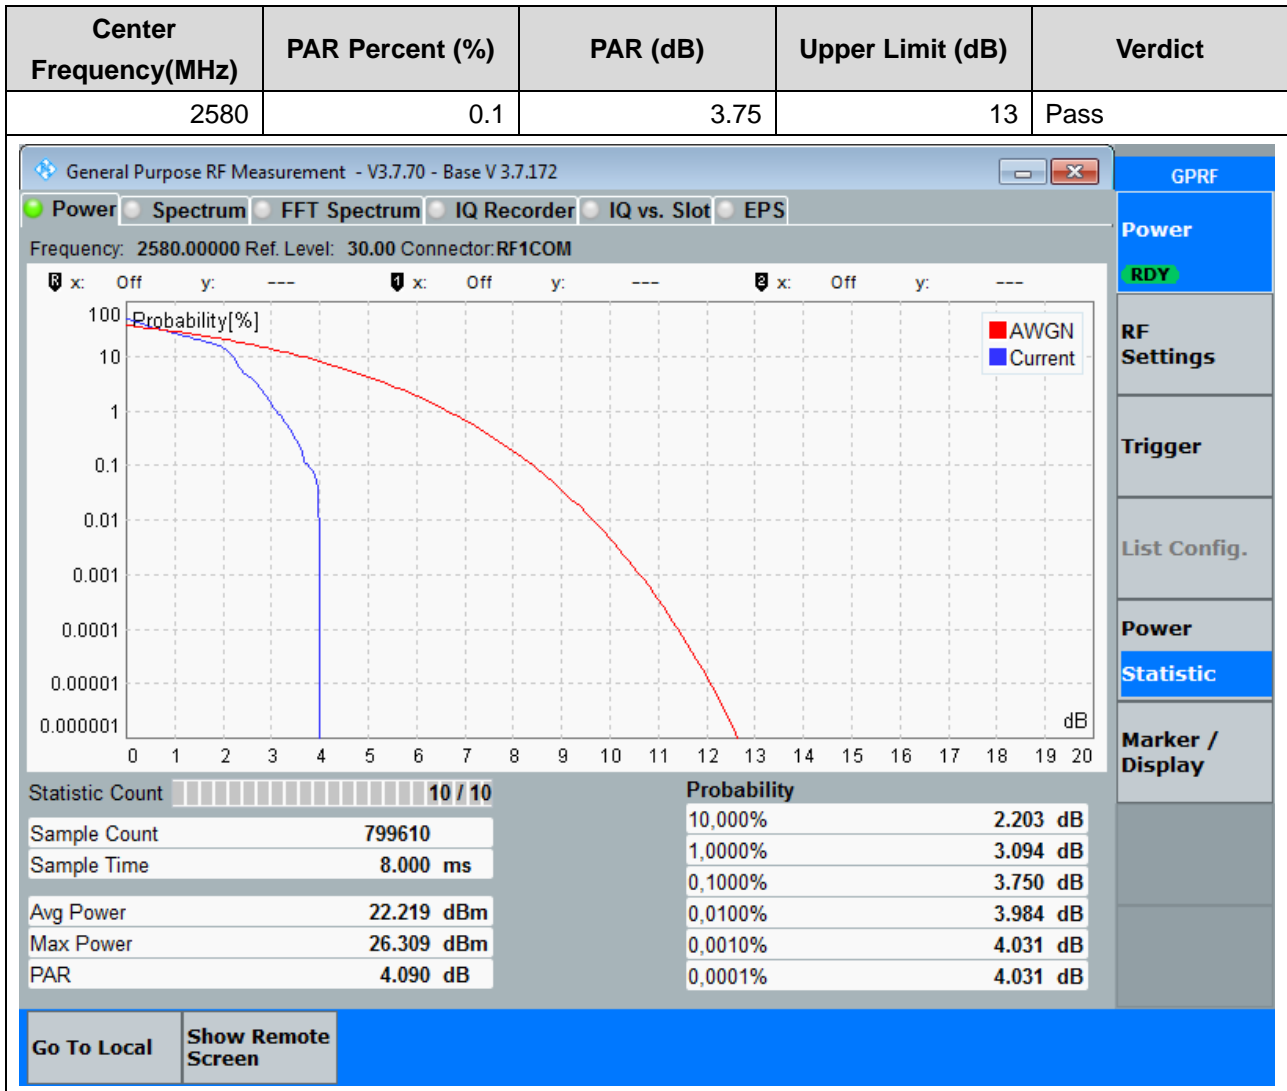 Center Frequency(MHz) PAR Percent (%) PAR (dB) Upper Limit (dB) Verdict
2580 0.1 3.75 13 Pass
General Purpose RF Measurement - V3.7.70 - Base V 3.7.172
Power Spectrum FFT Spectrum IQ Recorder IQ vs. Slot EPS
Frequency: 2580.00000 Ref. Level: 30.00 Connector: RF1COM
R x: Off y: --- 1 x: Off y: --- 2 x: Off y: ---
Probability[%]
AWGN
Current
100
10
1
0.1
0.01
0.001
0.0001
0.00001
0.000001
dB
0 1 2 3 4 5 6 7 8 9 10 11 12 13 14 15 16 17 18 19 20
Statistic Count 10 / 10
Sample Count 799610
Sample Time 8.000 ms
Avg Power 22.219 dBm
Max Power 26.309 dBm
PAR 4.090 dB
Probability
10,000% 2.203 dB
1,0000% 3.094 dB
0,1000% 3.750 dB
0,0100% 3.984 dB
0,0010% 4.031 dB
0,0001% 4.031 dB
GPRF
Power
RDY
RF
Settings
Trigger
List Config.
Power
Statistic
Marker /
Display
Go To Local
Show Remote
Screen